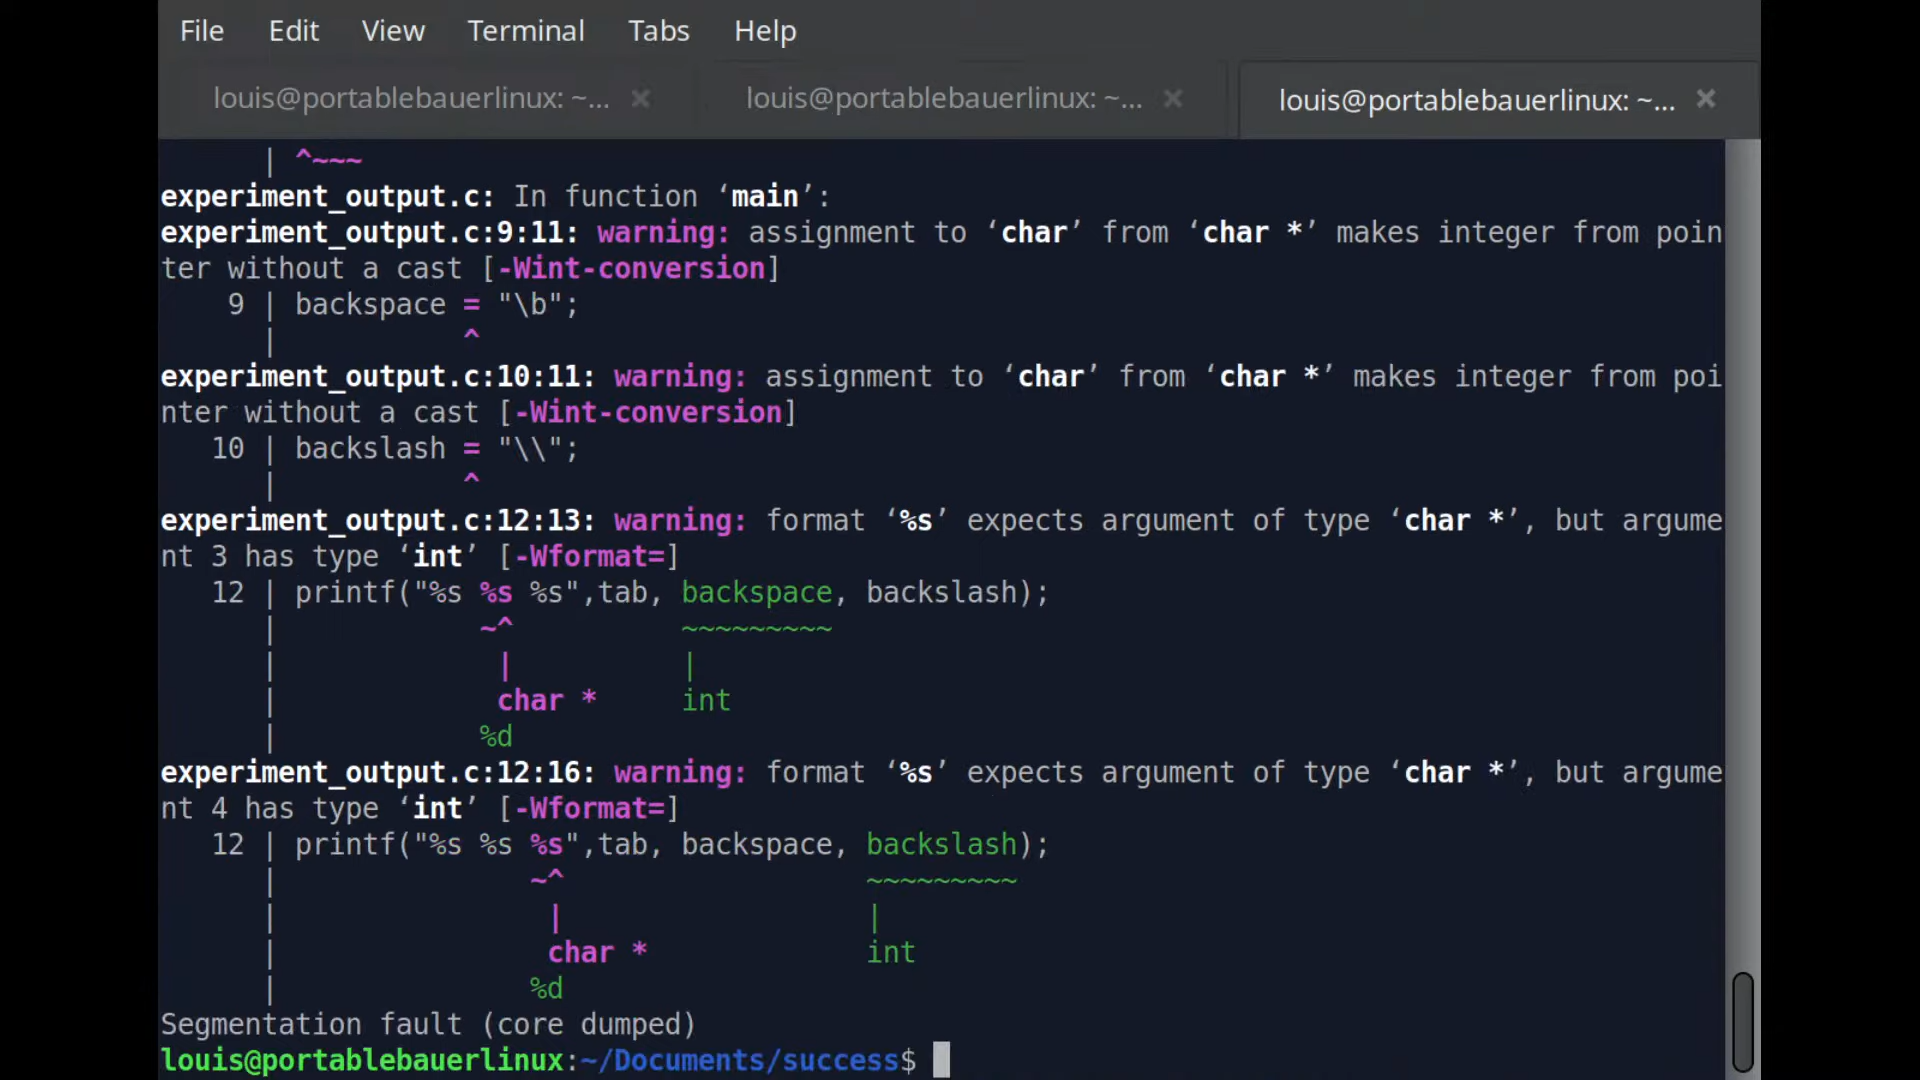 File Edit View Terminal Tabs Help
louis@portablebauerlinux: ~... × louis@portablebauerlinux: ~... × louis@portablebauerlinux: ~... ×
| ^~~~
experiment_output.c: In function ‘main’:
experiment_output.c:9:11: warning: assignment to ‘char’ from ‘char *’ makes integer from poin
ter without a cast [-Wint-conversion]
9 | backspace = "\b";
| ^
experiment_output.c:10:11: warning: assignment to ‘char’ from ‘char *’ makes integer from poi
nter without a cast [-Wint-conversion]
10 | backslash = "\\";
| ^
experiment_output.c:12:13: warning: format ‘%s’ expects argument of type ‘char *’, but argume
nt 3 has type ‘int’ [-Wformat=]
12 | printf("%s %s %s",tab, backspace, backslash);
| ~^ ~~~~~~~~~
| | |
| char * int
| %d
experiment_output.c:12:16: warning: format ‘%s’ expects argument of type ‘char *’, but argume
nt 4 has type ‘int’ [-Wformat=]
12 | printf("%s %s %s",tab, backspace, backslash);
| ~^ ~~~~~~~~~
| | |
| char * int
| %d
Segmentation fault (core dumped)
louis@portablebauerlinux:~/Documents/success$